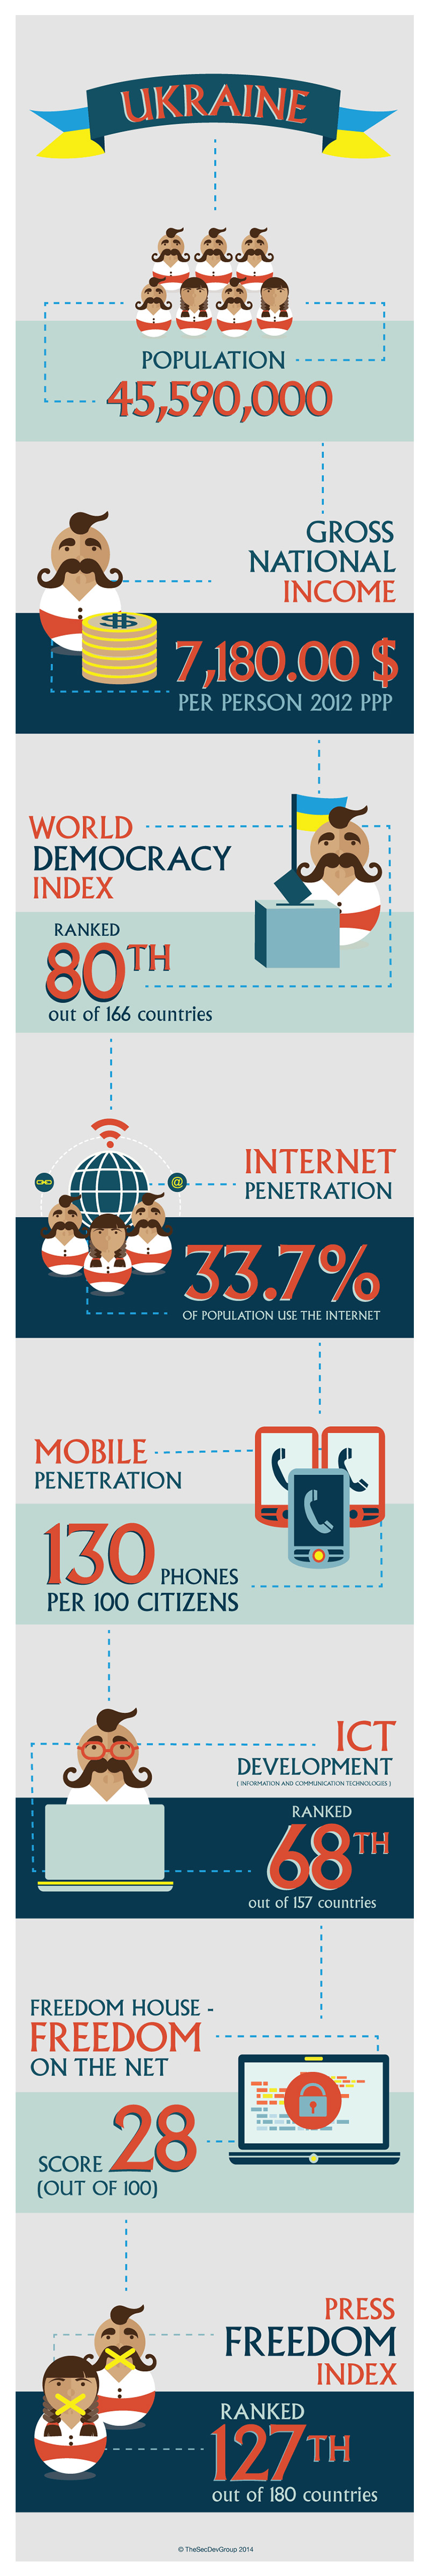 UKRAINE
POPULATION
45,590,000
GROSS
NATIONAL
INCOME
$
7,180.00 $
PER PERSON 2012 PPP
WORLD
DEMOCRACY
INDEX
RANKED
80TH
out of 166 countries
@
INTERNET
PENETRATION
33.7%
OF POPULATION USE THE INTERNET
MOBILE
PENETRATION
130 PHONES
PER 100 CITIZENS
ICT
DEVELOPMENT
( INFORMATION AND COMMUNICATION TECHNOLOGIES )
RANKED
68TH
out of 157 countries
FREEDOM HOUSE -
FREEDOM
ON THE NET
SCORE 28
(OUT OF 100)
PRESS
FREEDOM
INDEX
RANKED
127TH
out of 180 countries
© TheSecDevGroup 2014